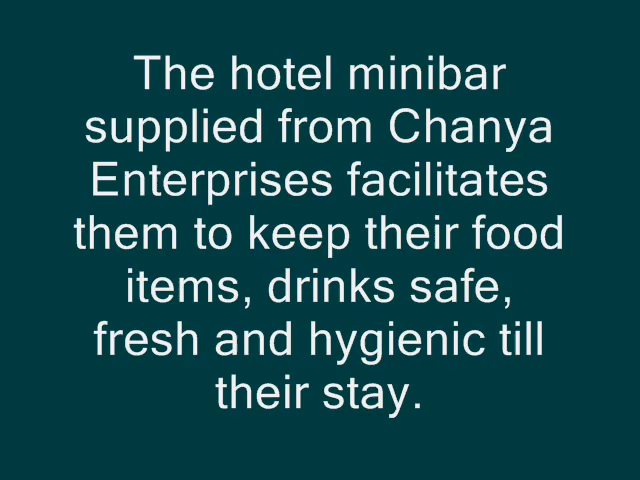 The hotel minibar
supplied from Chanya
Enterprises facilitates
them to keep their food
items, drinks safe,
fresh and hygienic till
their stay.